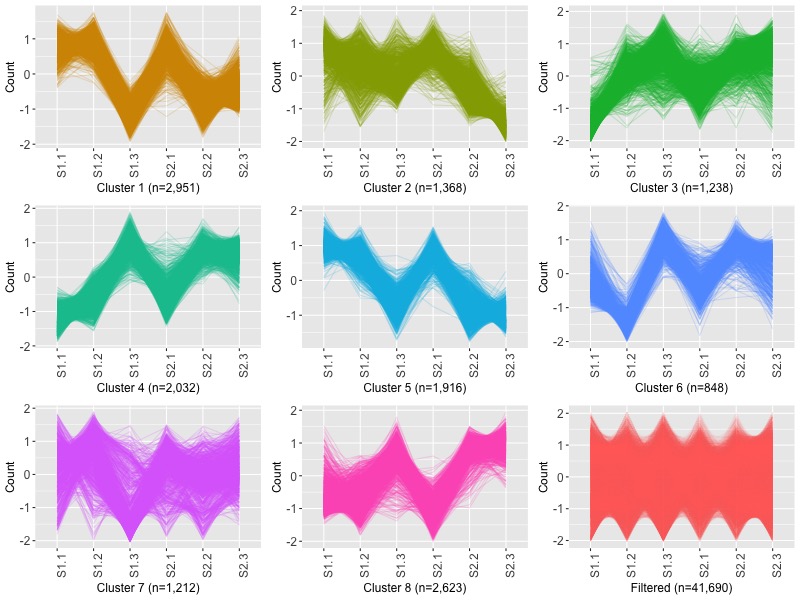 Count
2
1
0
-1
-2
S1.1
S1.2
S1.3
S2.1
S2.2
S2.3
Cluster 1 (n=2,951)
Count
2
1
0
-1
-2
S1.1
S1.2
S1.3
S2.1
S2.2
S2.3
Cluster 2 (n=1,368)
Count
2
1
0
-1
-2
S1.1
S1.2
S1.3
S2.1
S2.2
S2.3
Cluster 3 (n=1,238)
Count
2
1
0
-1
-2
S1.1
S1.2
S1.3
S2.1
S2.2
S2.3
Cluster 4 (n=2,032)
Count
2
1
0
-1
S1.1
S1.2
S1.3
S2.1
S2.2
S2.3
Cluster 5 (n=1,916)
Count
2
1
0
-1
-2
S1.1
S1.2
S1.3
S2.1
S2.2
S2.3
Cluster 6 (n=848)
Count
2
1
0
-1
-2
S1.1
S1.2
S1.3
S2.1
S2.2
S2.3
Cluster 7 (n=1,212)
Count
2
1
0
-1
-2
S1.1
S1.2
S1.3
S2.1
S2.2
S2.3
Cluster 8 (n=2,623)
Count
2
1
0
-1
-2
S1.1
S1.2
S1.3
S2.1
S2.2
S2.3
Filtered (n=41,690)